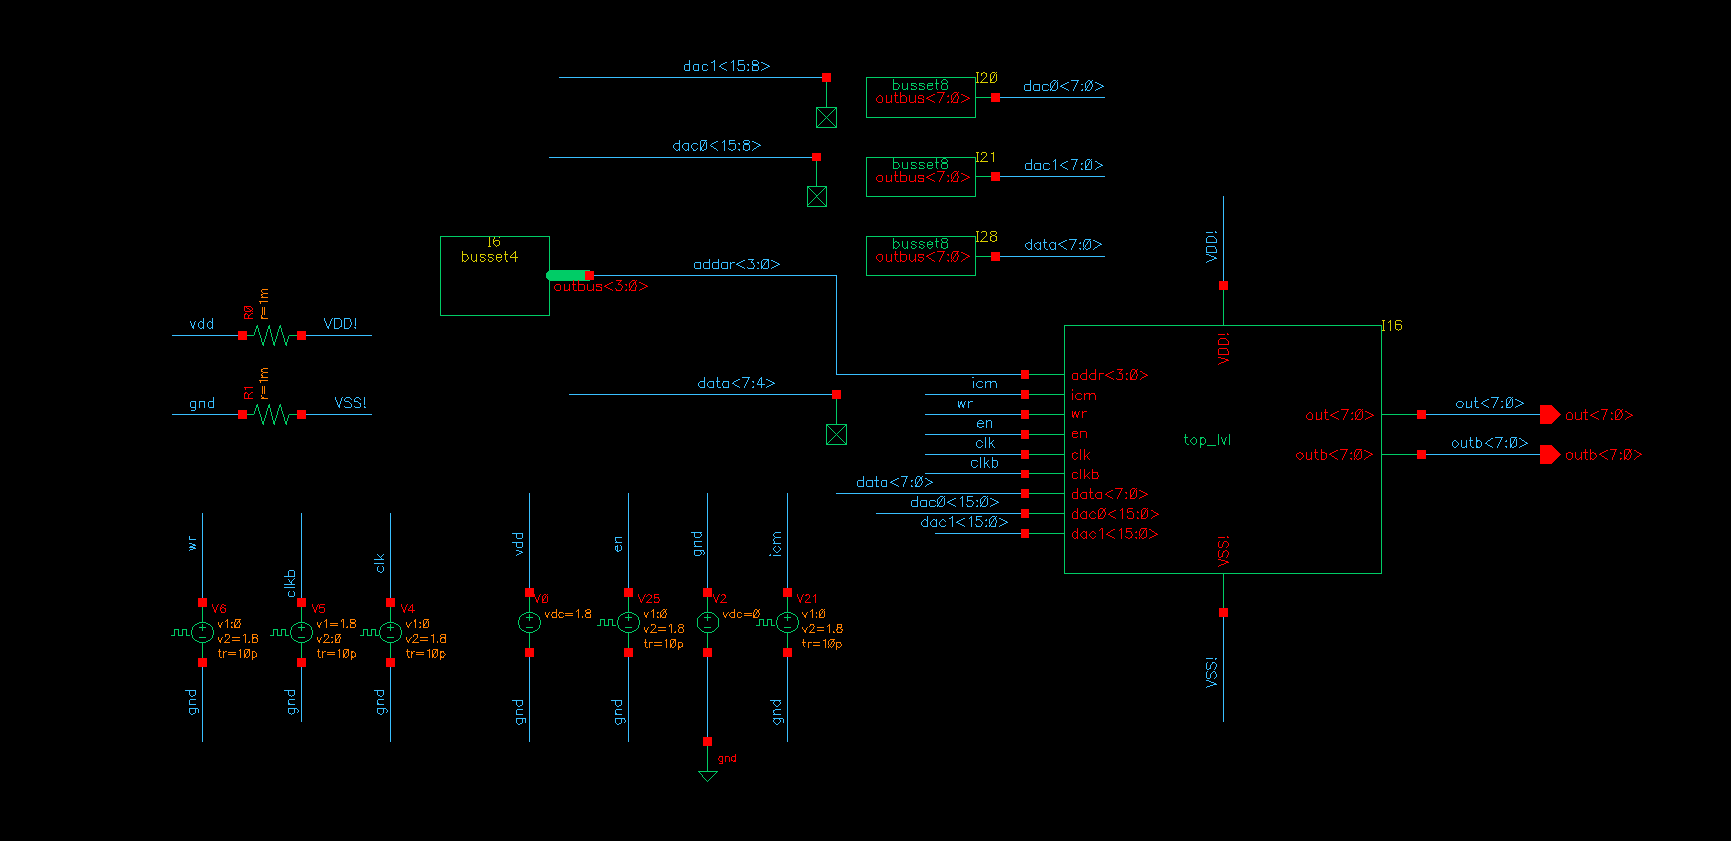 dac1<15:8>
busset8
I20
outbus<7:0>
dac0<7:0>
dac0<15:8>
busset8
I21
outbus<7:0>
dac1<7:0>
I6
busset4
addar<3:0>
outbus<3:0>
busset8
I28
outbus<7:0>
data<7:0>
VDD!
R0
r=1m
vdd
VDD!
R1
r=1m
gnd
VSS!
data<7:4>
I16
VDD!
addr<3:0>
icm
icm
wr
wr
en
en
clk
clk
clkb
clkb
data<7:0>
data<7:0>
dac0<15:0>
dac0<15:0>
dac1<15:0>
dac1<15:0>
top_lvl
out<7:0>
out<7:0>
out<7:0>
outb<7:0>
outb<7:0>
outb<7:0>
VSS!
VSS!
wr
V6
v1:0
v2=1.8
tr=10p
gnd
clkb
V5
v1=1.8
v2:0
tr=10p
gnd
clk
V4
v1:0
v2=1.8
tr=10p
gnd
vdd
V0
vdc=1.8
gnd
en
V25
v1:0
v2=1.8
tr=10p
gnd
gnd
V2
vdc=0
gnd
icm
V21
v1:0
v2=1.8
tr=10p
gnd